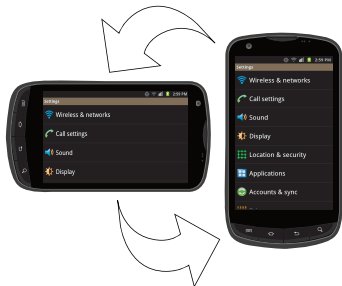 2:59 PM
Settings
Wireless & networks
Call settings
Sound
Display
2:59 PM
Settings
Wireless & networks
Call settings
Sound
Display
Location & security
Applications
Accounts & sync